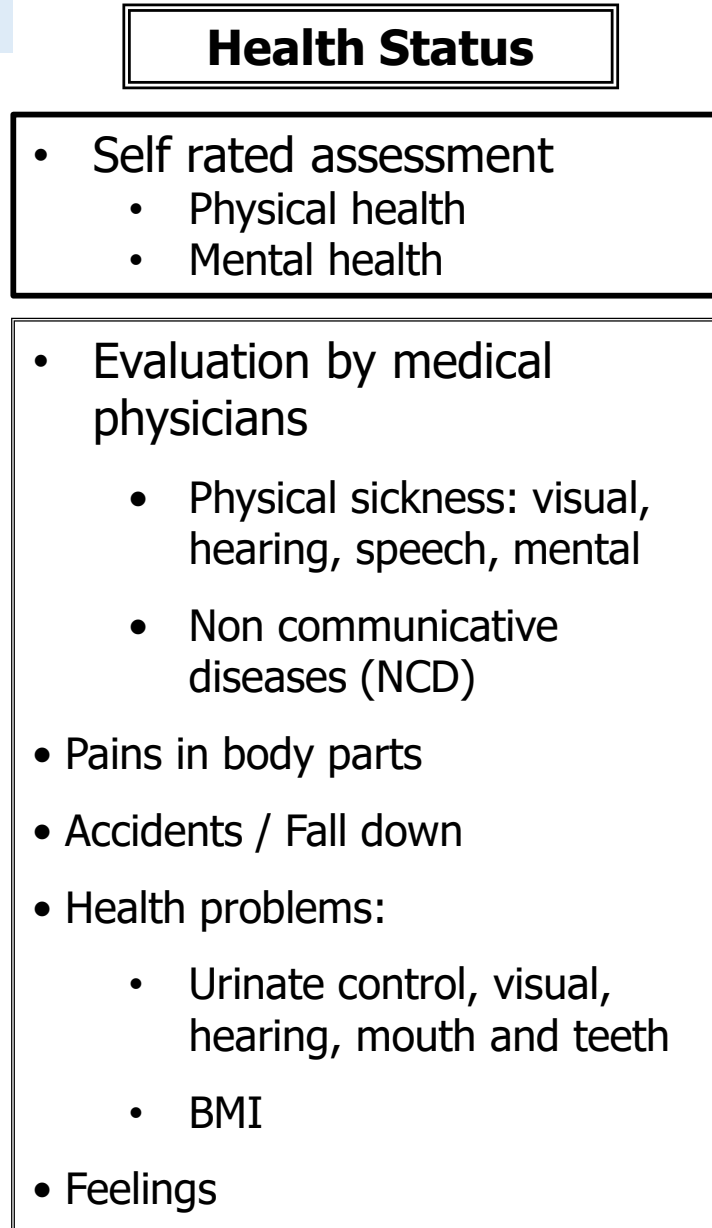 Health Status
• Self rated assessment
• Physical health
• Mental health
• Evaluation by medical
physicians
• Physical sickness: visual,
hearing, speech, mental
• Non communicative
diseases (NCD)
• Pains in body parts
• Accidents / Fall down
• Health problems:
• Urinate control, visual,
hearing, mouth and teeth
• BMI
• Feelings